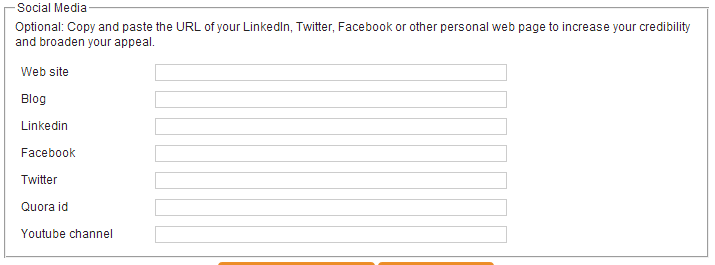 Social Media
Optional: Copy and paste the URL of your LinkedIn, Twitter, Facebook or other personal web page to increase your credibility
and broaden your appeal.
Web site
Blog
Linkedin
Facebook
Twitter
Quora id
Youtube channel